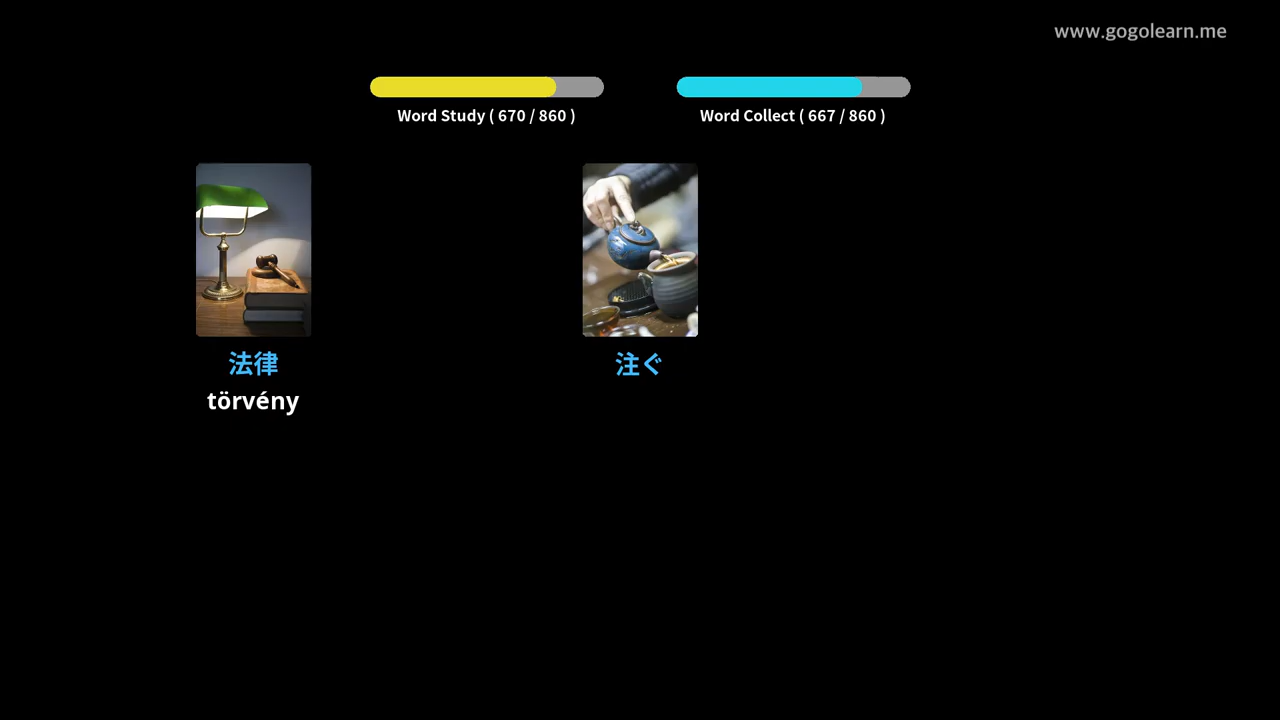 www.gogolearn.me
Word Study ( 670 / 860 )
Word Collect ( 667 / 860 )
法律
törvény
注ぐ